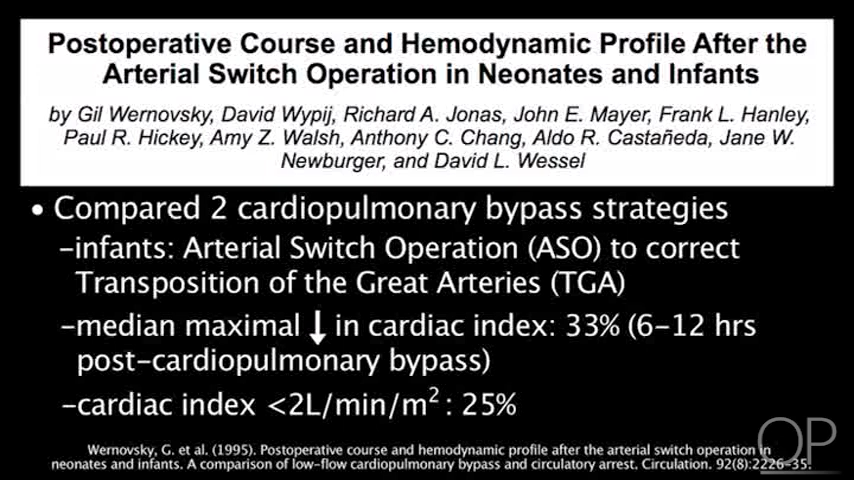 Postoperative Course and Hemodynamic Profile After the
Arterial Switch Operation in Neonates and Infants
by Gil Wernovsky, David Wypij, Richard A. Jonas, John E. Mayer, Frank L. Hanley,
Paul R. Hickey, Amy Z. Walsh, Anthony C. Chang, Aldo R. Castañeda, Jane W.
Newburger, and David L. Wessel
• Compared 2 cardiopulmonary bypass strategies
–infants: Arterial Switch Operation (ASO) to correct
Transposition of the Great Arteries (TGA)
–median maximal ↓ in cardiac index: 33% (6–12 hrs
post-cardiopulmonary bypass)
–cardiac index <2L/min/m²: 25%
Wernovsky, G. et al. (1995). Postoperative course and hemodynamic profile after the arterial switch operation in
neonates and infants. A comparison of low-flow cardiopulmonary bypass and circulatory arrest. Circulation. 92(8):2226-35.
OP